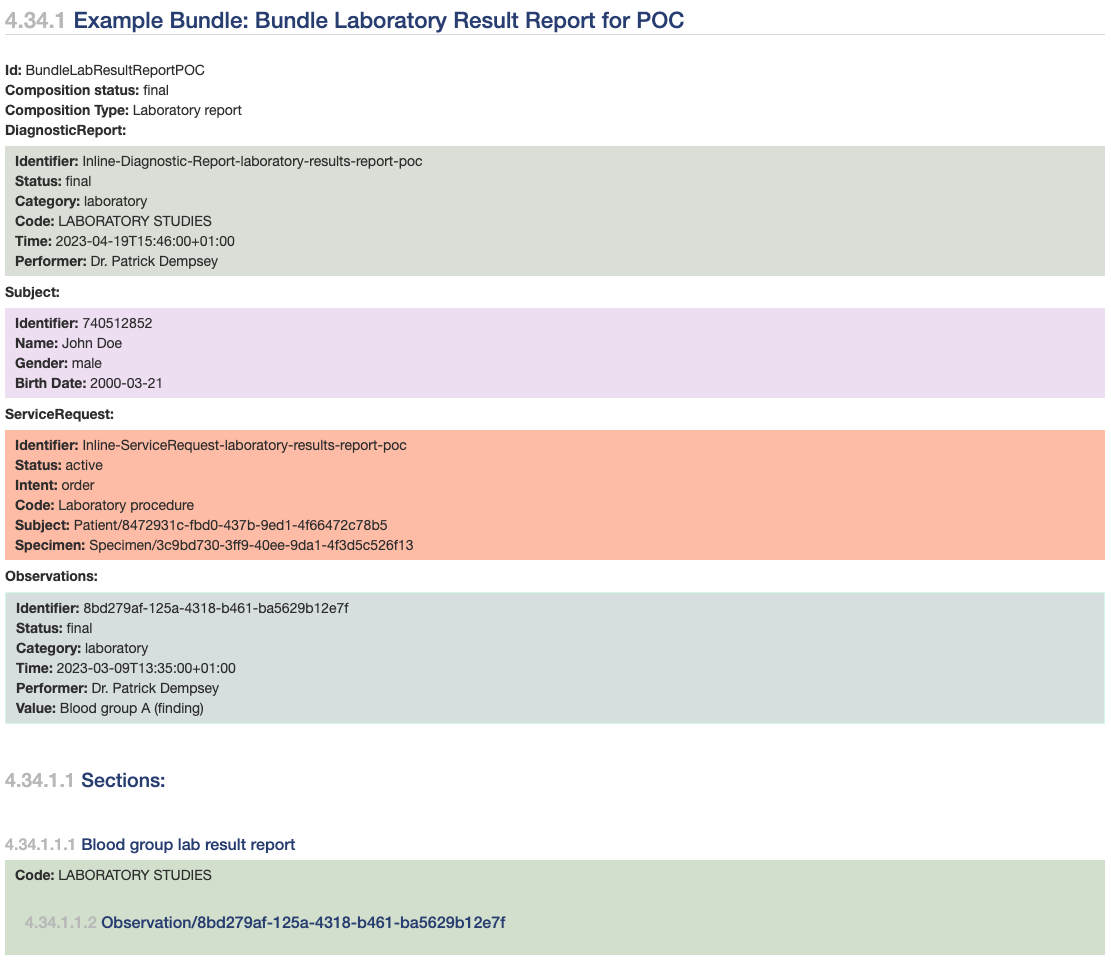 4.34.1 Example Bundle: Bundle Laboratory Result Report for POC
Id: BundleLabResultReportPOC
Composition status: final
Composition Type: Laboratory report
DiagnosticReport:
Identifier: Inline-Diagnostic-Report-laboratory-results-report-poc
Status: final
Category: laboratory
Code: LABORATORY STUDIES
Time: 2023-04-19T15:46:00+01:00
Performer: Dr. Patrick Dempsey
Subject:
Identifier: 740512852
Name: John Doe
Gender: male
Birth Date: 2000-03-21
ServiceRequest:
Identifier: Inline-ServiceRequest-laboratory-results-report-poc
Status: active
Intent: order
Code: Laboratory procedure
Subject: Patient/8472931c-fbd0-437b-9ed1-4f66472c78b5
Specimen: Specimen/3c9bd730-3ff9-40ee-9da1-4f3d5c526f13
Observations:
Identifier: 8bd279af-125a-4318-b461-ba5629b12e7f
Status: final
Category: laboratory
Time: 2023-03-09T13:35:00+01:00
Performer: Dr. Patrick Dempsey
Value: Blood group A (finding)
4.34.1.1 Sections:
4.34.1.1.1 Blood group lab result report
Code: LABORATORY STUDIES
4.34.1.1.2 Observation/8bd279af-125a-4318-b461-ba5629b12e7f